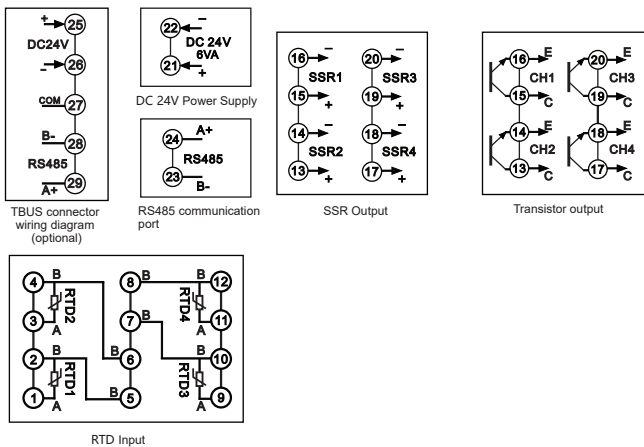 +
25
DC24V
-
26
COM
27
B-
28
RS485
A+
29
TBUS connector
wiring diagram
(optional)
22
-
DC 24V
6VA
21
+
DC 24V Power Supply
24
A+
RS485
23
B-
RS485 communication
port
16
-
SSR1
15
+
14
-
SSR2
13
+
20
-
SSR3
19
+
18
-
SSR4
17
+
SSR Output
16
E
CH1
15
C
14
E
CH2
13
C
20
E
CH3
19
C
18
E
CH4
17
C
Transistor output
4
B
RTD2
3
A
2
B
RTD1
1
A
8
B
7
B
B
6
B
5
12
RTD4
A
11
B
10
RTD3
A
9
RTD Input